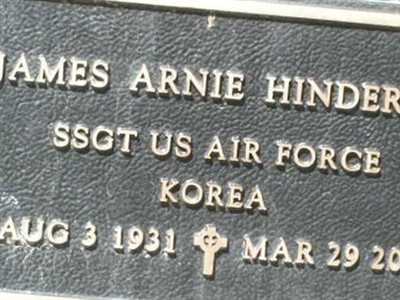 JAMES ARNIE HINDER
SSGT US AIR FORCE
KOREA
AUG 3 1931 MAR 29 20